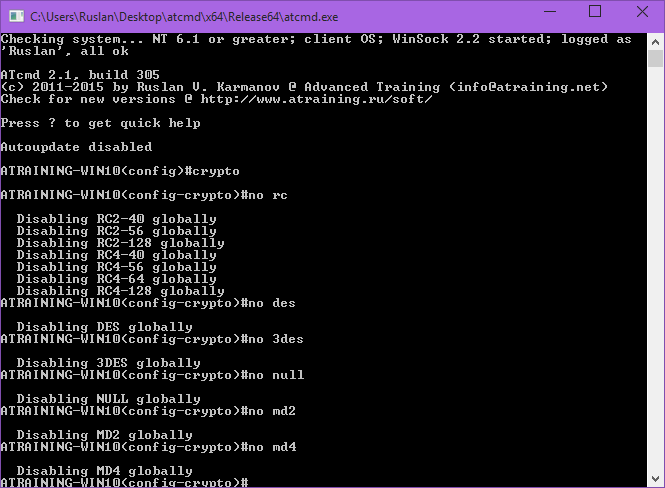 C:\Users\Ruslan\Desktop\atcmd\x64\Release64\atcmd.exe
Checking system... NT 6.1 or greater; client OS; WinSock 2.2 started; logged as
'Ruslan', all ok
ATcmd 2.1, build 305
(c) 2011-2015 by Ruslan V. Karmanov @ Advanced Training (info@atraining.net)
Check for new versions @ http://www.atraining.ru/soft/
Press ? to get quick help
Autoupdate disabled
ATRAINING-WIN10(config)#crypto
ATRAINING-WIN10(config-crypto)#no rc
Disabling RC2-40 globally
Disabling RC2-56 globally
Disabling RC2-128 globally
Disabling RC4-40 globally
Disabling RC4-56 globally
Disabling RC4-64 globally
Disabling RC4-128 globally
ATRAINING-WIN10(config-crypto)#no des
Disabling DES globally
ATRAINING-WIN10(config-crypto)#no 3des
Disabling 3DES globally
ATRAINING-WIN10(config-crypto)#no null
Disabling NULL globally
ATRAINING-WIN10(config-crypto)#no md2
Disabling MD2 globally
ATRAINING-WIN10(config-crypto)#no md4
Disabling MD4 globally
ATRAINING-WIN10(config-crypto)#